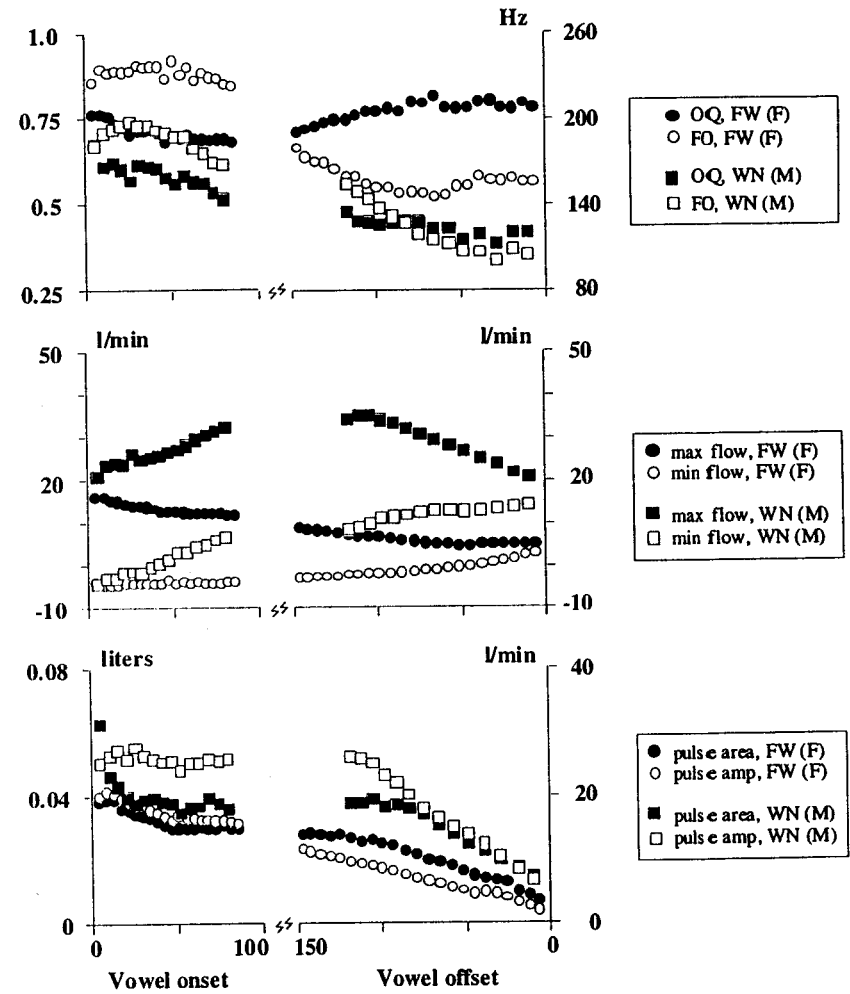 Hz
1.0
260
0.75
200
0.5
140
0.25
80
OQ, FW (F)
FO, FW (F)
OQ, WN (M)
FO, WN (M)
l/min
l/min
50
50
20
20
-10
-10
max flow, FW (F)
min flow, FW (F)
max flow, WN (M)
min flow, WN (M)
liters
l/min
0.08
40
0.04
20
0
0
pulse area, FW (F)
pulse amp, FW (F)
pulse area, WN (M)
pulse amp, WN (M)
0
100
150
0
Vowel onset
Vowel offset